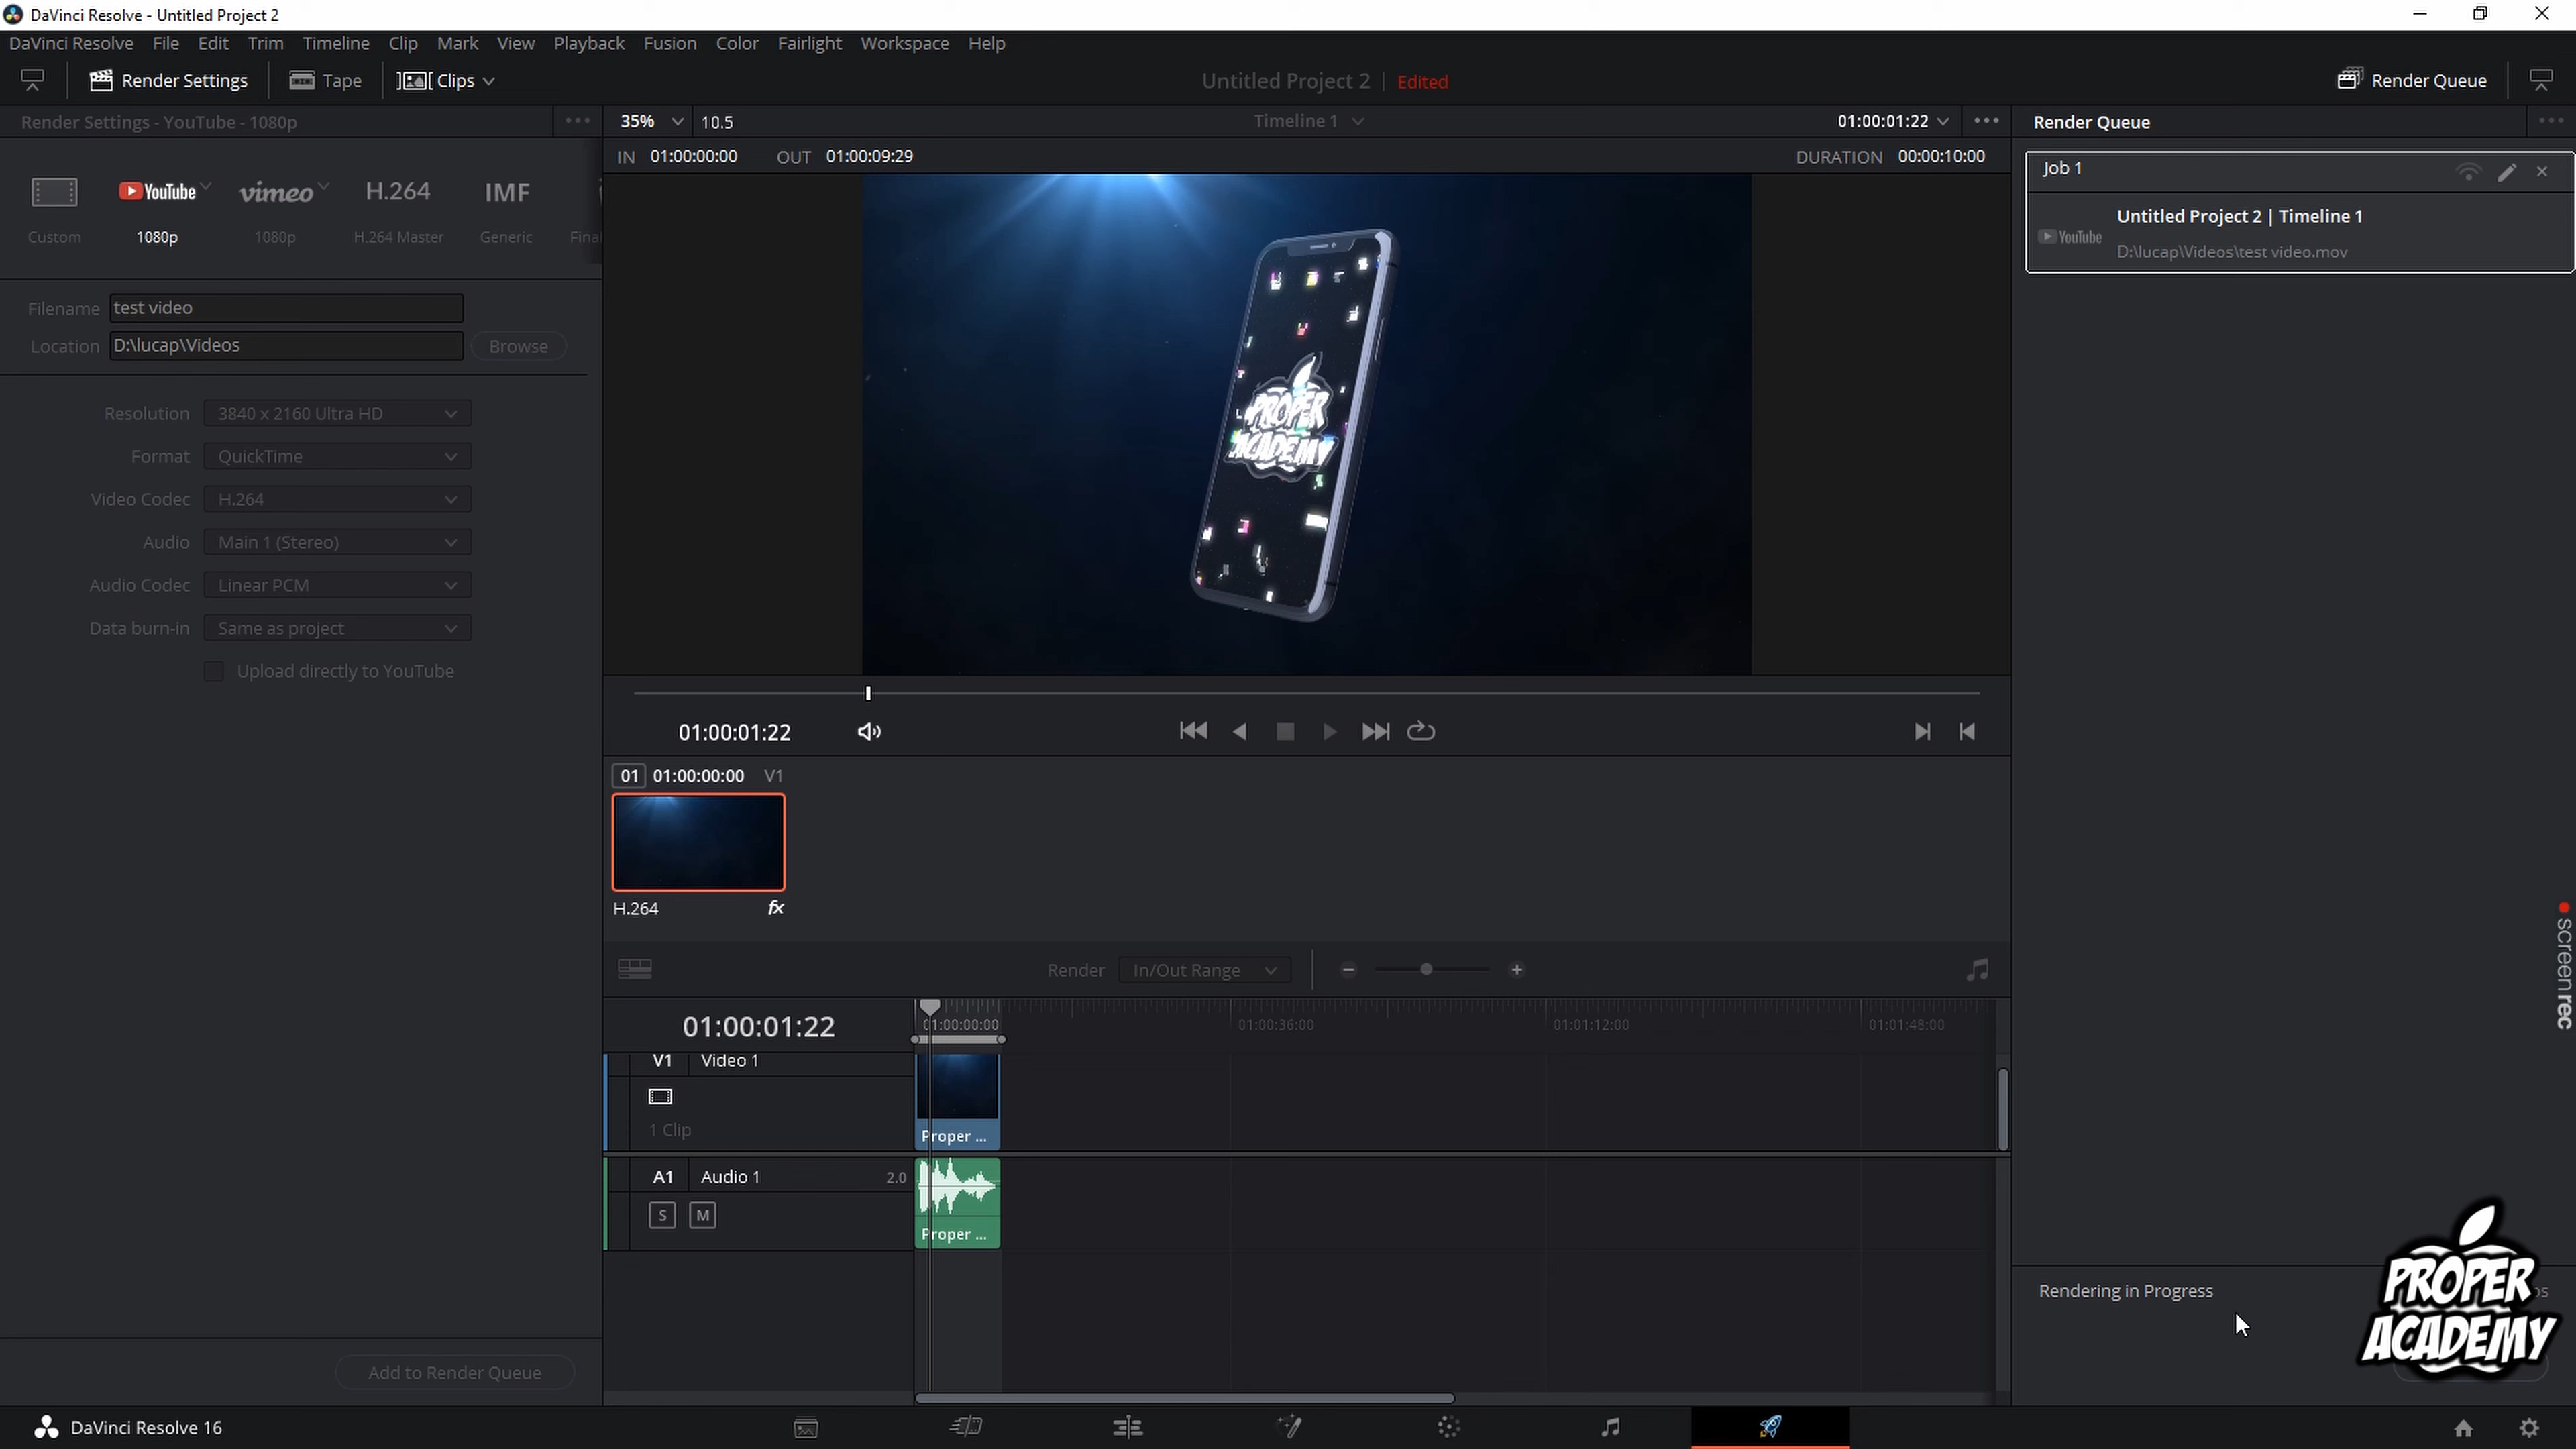 DaVinci Resolve - Untitled Project 2
DaVinci Resolve File Edit Trim Timeline Clip Mark View Playback Fusion Color Fairlight Workspace Help
Render Settings Tape Clips Untitled Project 2 Edited Render Queue
Render Settings - YouTube - 1080p
35% 10.5 Timeline 1 01:00:01:22
Render Queue
IN 01:00:00:00 OUT 01:00:09:29 DURATION 00:00:10:00
YouTube vimeo H.264 IMF
Custom 1080p 1080p H.264 Master Generic Final
Filename test video
Location D:\lucap\Videos Browse
Resolution 3840 x 2160 Ultra HD
Format QuickTime
Video Codec H.264
Audio Main 1 (Stereo)
Audio Codec Linear PCM
Data burn-in Same as project
Upload directly to YouTube
Add to Render Queue
PROPER
ACADEMY
01:00:01:22
01 01:00:00:00 V1
H.264 fx
Render In/Out Range
01:00:01:22 01:00:00:00 01:00:36:00 01:01:12:00 01:01:48:00
V1 Video 1
1 Clip
Proper ...
A1 Audio 1 2.0
S M
Proper ...
Job 1
Untitled Project 2 | Timeline 1
YouTube
D:\lucap\Videos\test video.mov
screenrec
Rendering in Progress
PROPER
ACADEMY
DaVinci Resolve 16